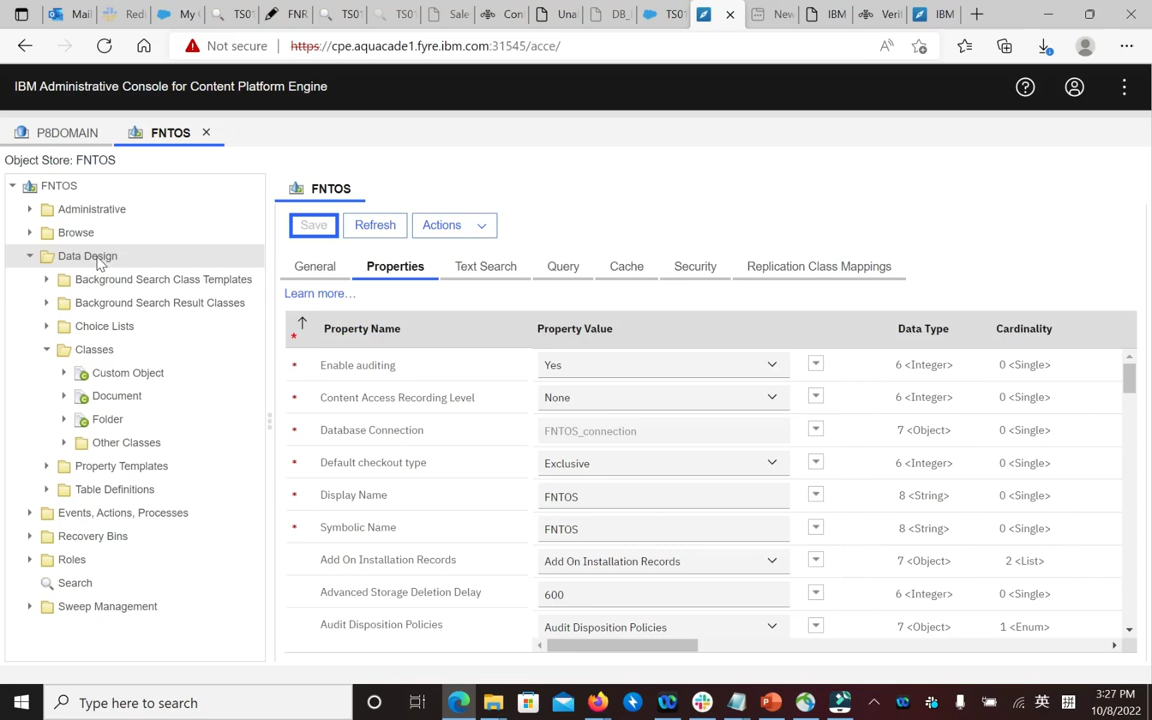 Mail
Red
My
TS0
FNR
TS0
TS0
Sale
Con
Una
DB_
TS0
New
IBM
Veri
IBM
Not secure
https://cpe.aquacade1.fyre.ibm.com:31545/acce/
IBM Administrative Console for Content Platform Engine
P8DOMAIN
FNTOS
Object Store: FNTOS
FNTOS
Administrative
Browse
Data Design
Background Search Class Templates
Background Search Result Classes
Choice Lists
Classes
Custom Object
Document
Folder
Other Classes
Property Templates
Table Definitions
Events, Actions, Processes
Recovery Bins
Roles
Search
Sweep Management
FNTOS
Save Refresh Actions
General Properties Text Search Query Cache Security Replication Class Mappings
Learn more…
* Property Name Property Value Data Type Cardinality
* Enable auditing Yes 6 <Integer> 0 <Single>
* Content Access Recording Level None 6 <Integer> 0 <Single>
* Database Connection FNTOS_connection 7 <Object> 0 <Single>
* Default checkout type Exclusive 6 <Integer> 0 <Single>
* Display Name FNTOS 8 <String> 0 <Single>
* Symbolic Name FNTOS 8 <String> 0 <Single>
Add On Installation Records Add On Installation Records 7 <Object> 2 <List>
Advanced Storage Deletion Delay 600 6 <Integer> 0 <Single>
Audit Disposition Policies Audit Disposition Policies 7 <Object> 1 <Enum>
Type here to search
英
拼
3:27 PM
10/8/2022